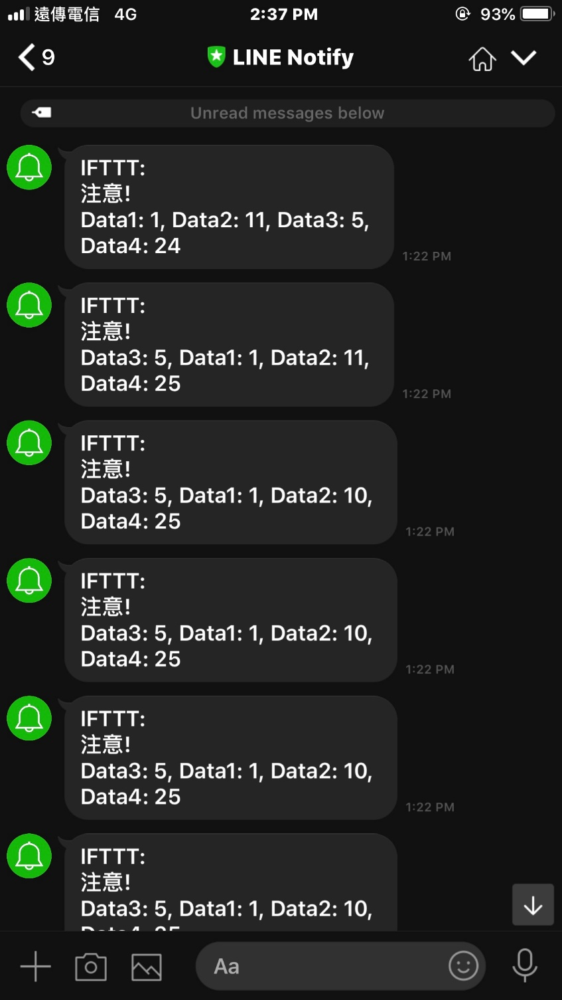 遠傳電信 4G 2:37 PM 93%
9 LINE Notify
Unread messages below
IFTTT:
注意!
Data1: 1, Data2: 11, Data3: 5,
Data4: 24
1:22 PM
IFTTT:
注意!
Data3: 5, Data1: 1, Data2: 11,
Data4: 25
1:22 PM
IFTTT:
注意!
Data3: 5, Data1: 1, Data2: 10,
Data4: 25
1:22 PM
IFTTT:
注意!
Data3: 5, Data1: 1, Data2: 10,
Data4: 25
1:22 PM
IFTTT:
注意!
Data3: 5, Data1: 1, Data2: 10,
Data4: 25
1:22 PM
IFTTT:
注意!
Data3: 5, Data1: 1, Data2: 10,
Aa